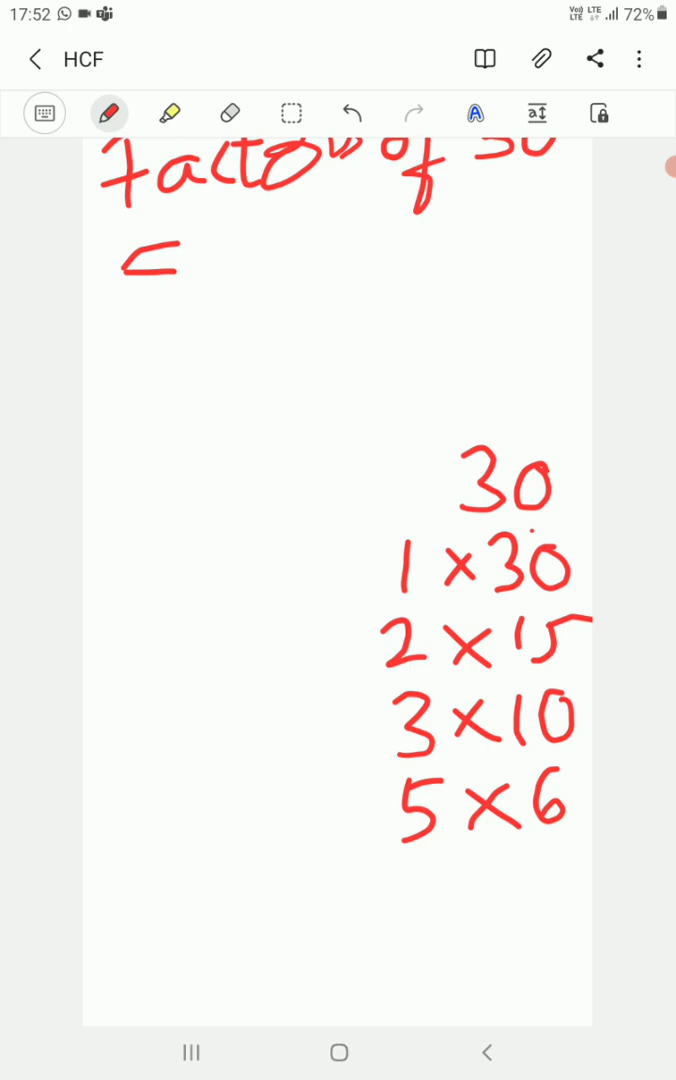 17:52 72%
HCF
Factors of 30
=
30
1 × 30
2 × 15
3 × 10
5 × 6